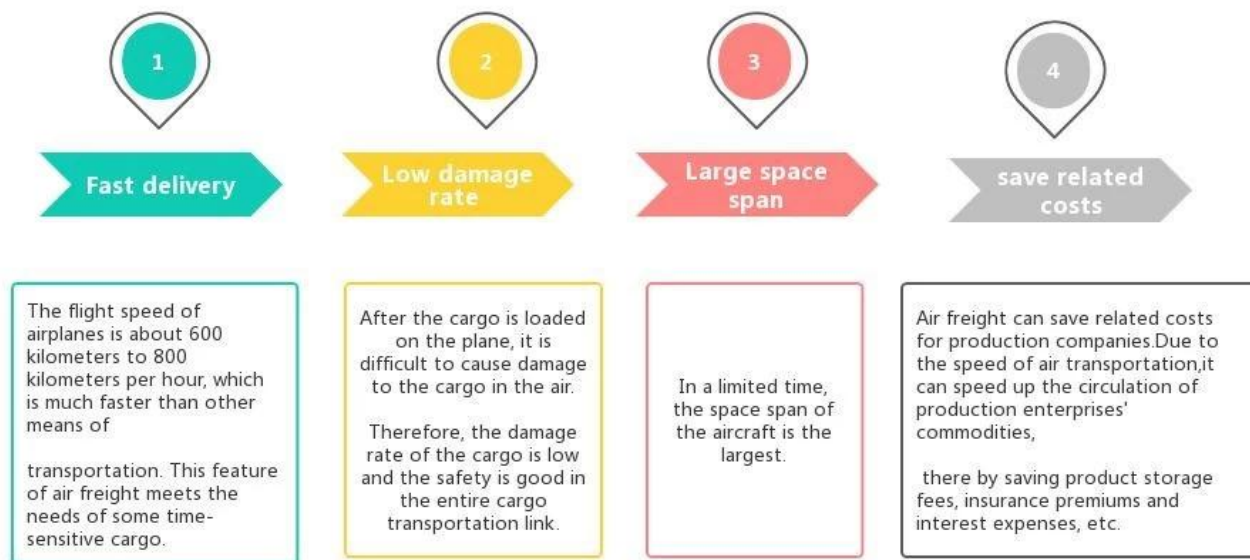 1
Fast delivery
The flight speed of
airplanes is about 600
kilometers to 800
kilometers per hour, which
is much faster than other
means of
transportation. This feature
of air freight meets the
needs of some time-
sensitive cargo.
2
Low damage
rate
After the cargo is loaded
on the plane, it is
difficult to cause damage
to the cargo in the air.
Therefore, the damage
rate of the cargo is low
and the safety is good in
the entire cargo
transportation link.
3
Large space
span
In a limited time,
the space span of
the aircraft is the
largest.
4
save related
costs
Air freight can save related costs
for production companies.Due to
the speed of air transportation,it
can speed up the circulation of
production enterprises'
commodities,
there by saving product storage
fees, insurance premiums and
interest expenses, etc.